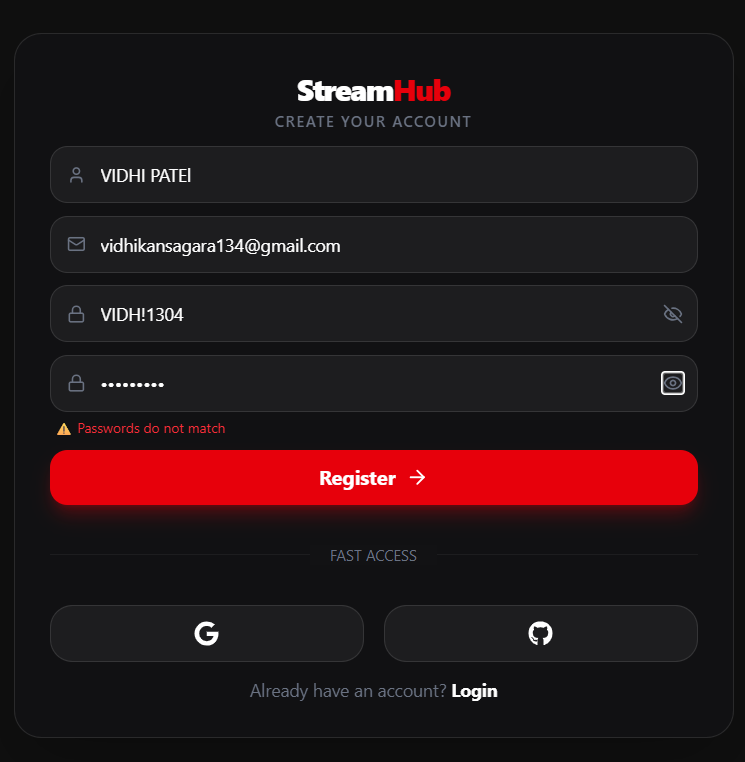 StreamHub
CREATE YOUR ACCOUNT
VIDHI PATEl
vidhikansagara134@gmail.com
VIDH!1304
•••••••••
Passwords do not match
Register →
FAST ACCESS
Already have an account? Login